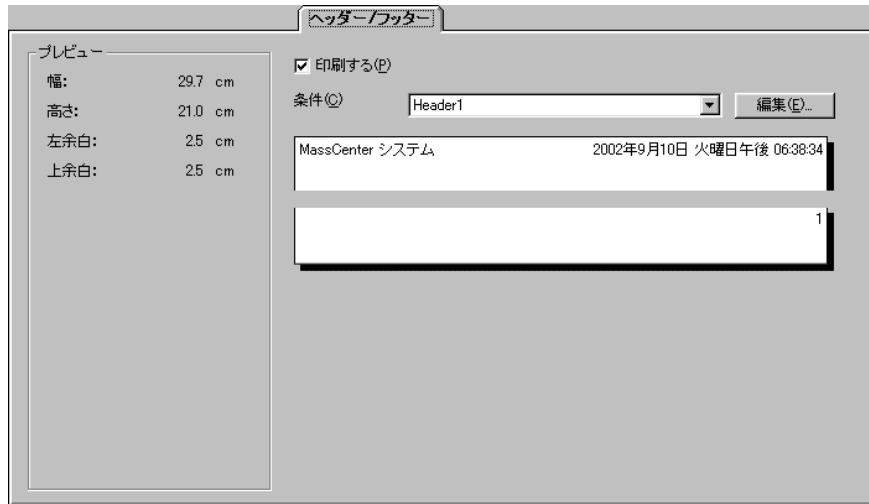 ヘッダー/フッター
プレビュー
幅: 29.7 cm
高さ: 21.0 cm
左余白: 2.5 cm
上余白: 2.5 cm
印刷する(P)
条件(C) Header1 編集(E)...
MassCenter システム 2002年9月10日 火曜日午後 06:38:34
1